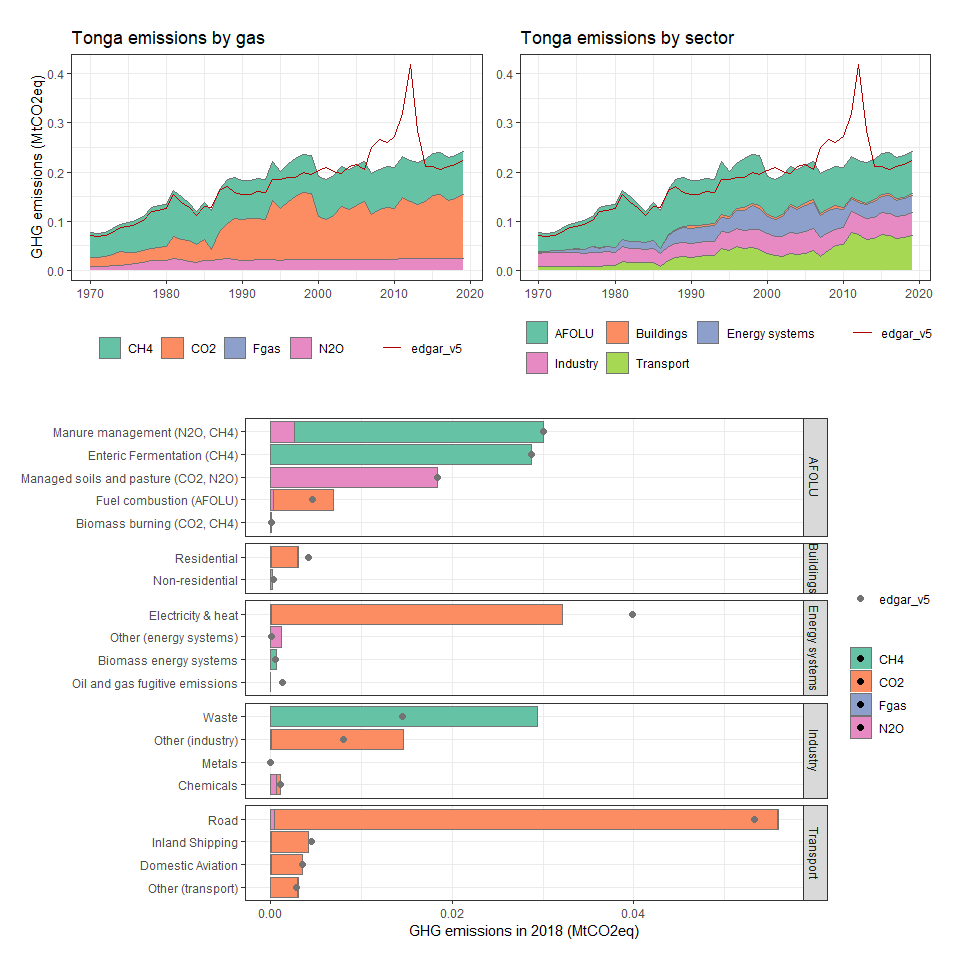 Tonga emissions by gas
GHG emissions (MtCO2eq)
0.4
0.3
0.2
0.1
0.0
1970 1980 1990 2000 2010 2020
CH4 CO2 Fgas N2O edgar_v5
Tonga emissions by sector
0.4
0.3
0.2
0.1
0.0
1970 1980 1990 2000 2010 2020
AFOLU Buildings Energy systems edgar_v5
Industry Transport
Manure management (N2O, CH4)
Enteric Fermentation (CH4)
Managed soils and pasture (CO2, N2O)
Fuel combustion (AFOLU)
Biomass burning (CO2, CH4)
AFOLU
Residential
Non-residential
Buildings
Electricity & heat
Other (energy systems)
Biomass energy systems
Oil and gas fugitive emissions
Energy systems
Waste
Other (industry)
Metals
Chemicals
Industry
Road
Inland Shipping
Domestic Aviation
Other (transport)
Transport
0.00 0.02 0.04
GHG emissions in 2018 (MtCO2eq)
edgar_v5
CH4
CO2
Fgas
N2O